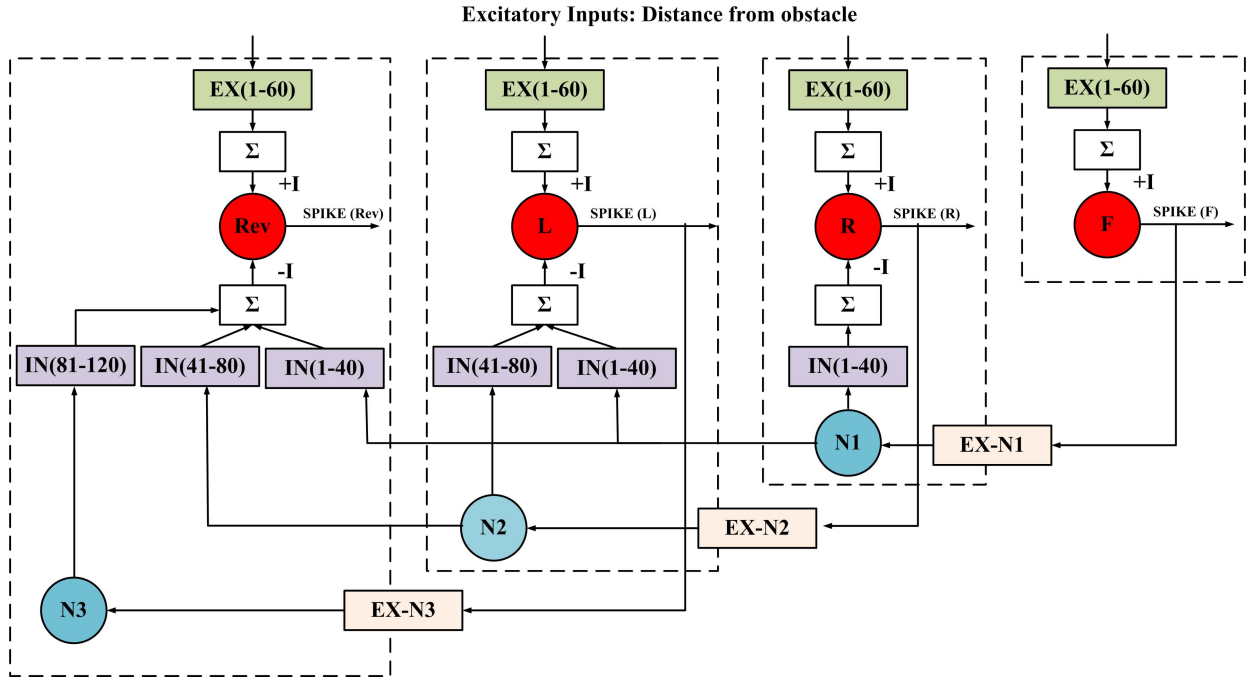 Excitatory Inputs: Distance from obstacle
EX(1-60)
EX(1-60)
EX(1-60)
EX(1-60)
Σ
Σ
Σ
Σ
+I
+I
+I
+I
Rev
SPIKE (Rev)
L
SPIKE (L)
R
SPIKE (R)
F
SPIKE (F)
-I
-I
-I
Σ
Σ
Σ
IN(81-120)
IN(41-80)
IN(1-40)
IN(41-80)
IN(1-40)
IN(1-40)
N1
EX-N1
N2
EX-N2
N3
EX-N3